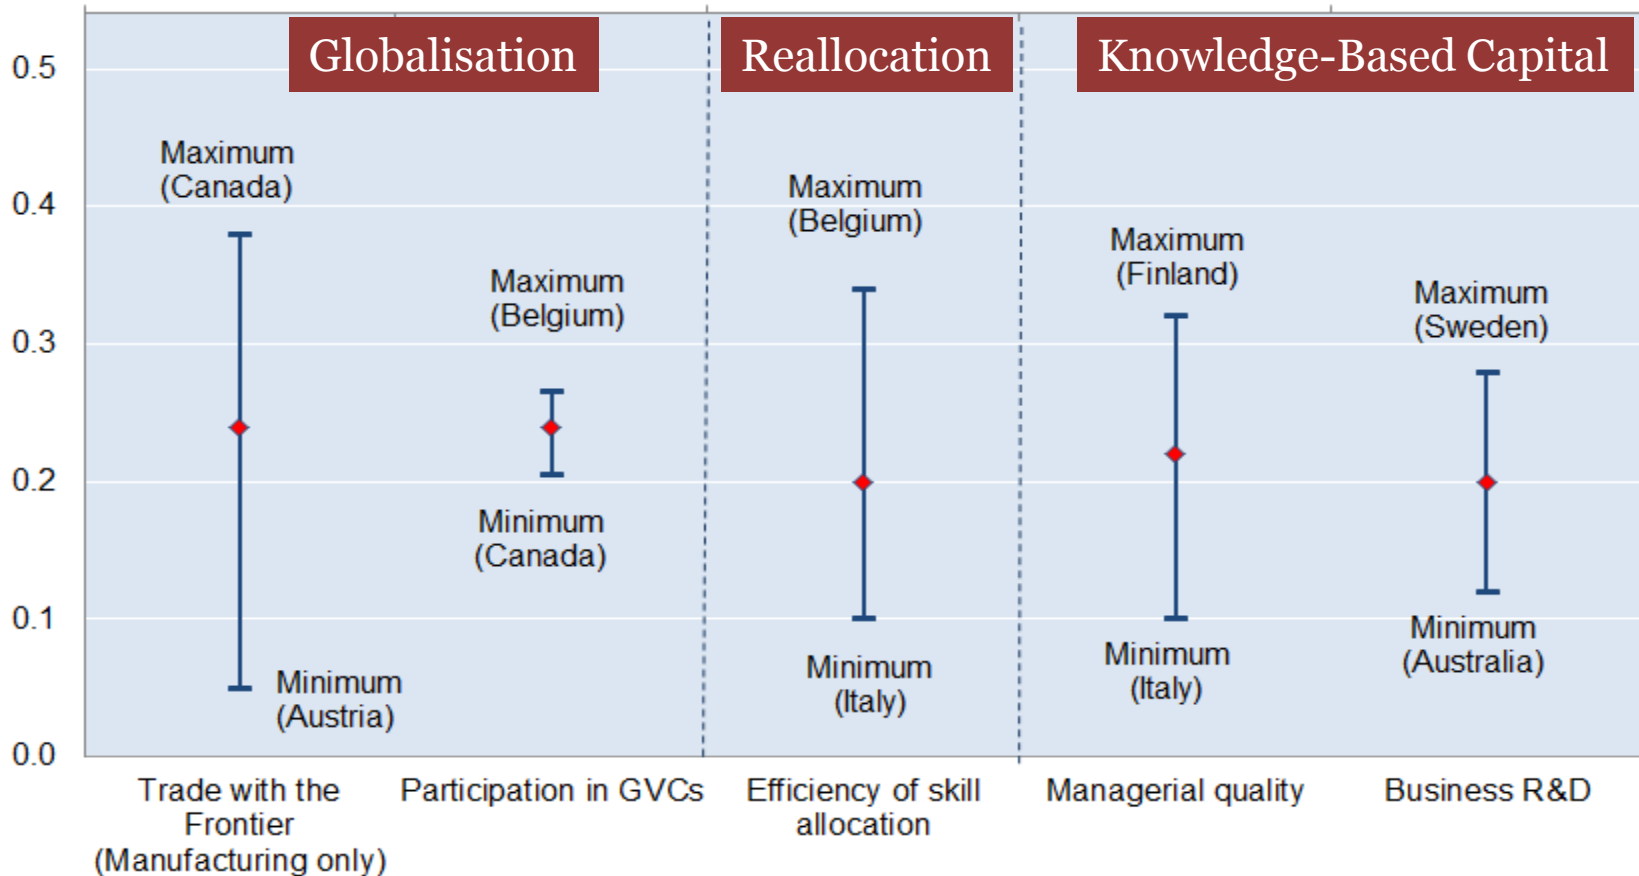 Globalisation
Reallocation
Knowledge-Based Capital
0.5
0.4
0.3
0.2
0.1
0.0
Maximum
(Canada)
Minimum
(Austria)
Maximum
(Belgium)
Minimum
(Canada)
Maximum
(Belgium)
Minimum
(Italy)
Maximum
(Finland)
Minimum
(Italy)
Maximum
(Sweden)
Minimum
(Australia)
Trade with the
Frontier
(Manufacturing only)
Participation in GVCs
Efficiency of skill
allocation
Managerial quality
Business R&D